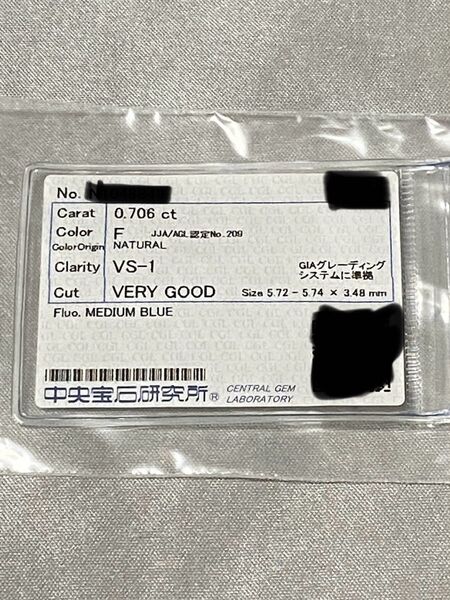 No. N
Carat 0.706 ct
Color F JJA/AGL認定No.209
ColorOrigin NATURAL
Clarity VS-1 GIAグレーディング
システムに準拠
Cut VERY GOOD Size 5.72 - 5.74 × 3.48 mm
Fluo. MEDIUM BLUE
中央宝石研究所® CENTRAL GEM
LABORATORY